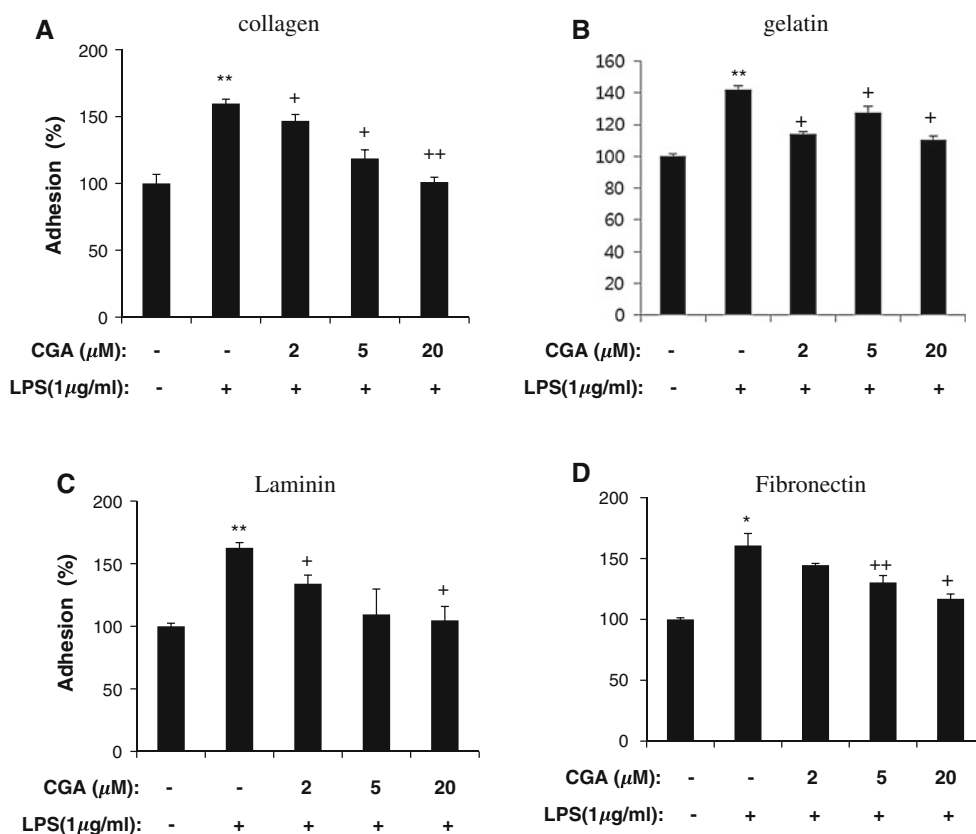 A collagen
Adhesion (%)
200
150
100
50
0
**
+
+
++
CGA (μM): - - 2 5 20
LPS(1μg/ml): - + + + +
B gelatin
160
140
120
100
80
60
40
20
0
**
+
+
+
CGA (μM): - - 2 5 20
LPS(1μg/ml): - + + + +
C Laminin
Adhesion (%)
200
150
100
50
0
**
+
+
CGA (μM): - - 2 5 20
LPS(1μg/ml): - + + + +
D Fibronectin
200
150
100
50
0
*
++
+
CGA (μM): - - 2 5 20
LPS(1μg/ml): - + + + +